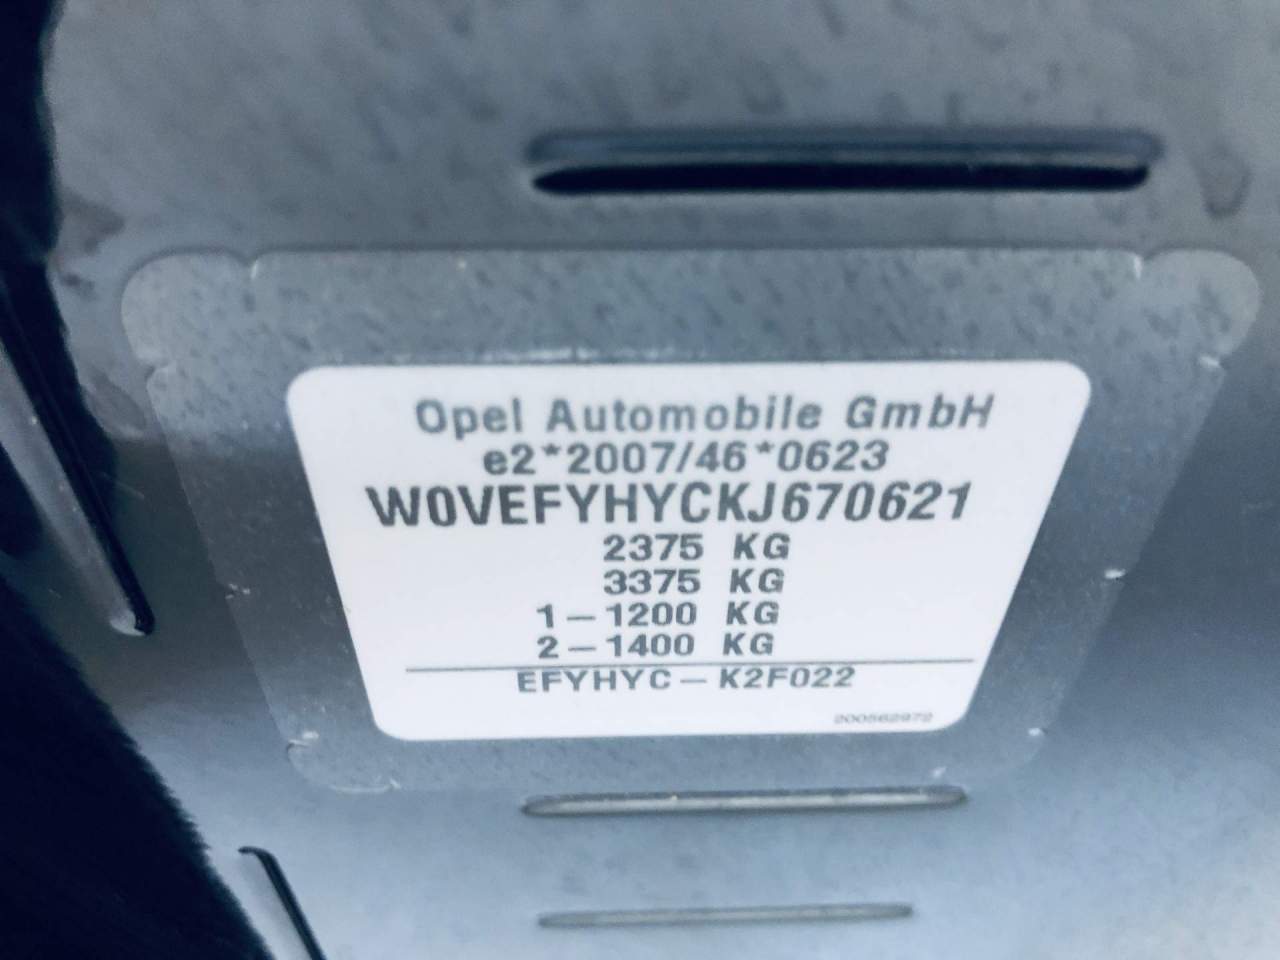 Opel Automobile GmbH
e2*2007/46*0623
W0VEFYHYCKJ670621
2375 KG
3375 KG
1-1200 KG
2-1400 KG
EFYHYC-K2F022
200562972